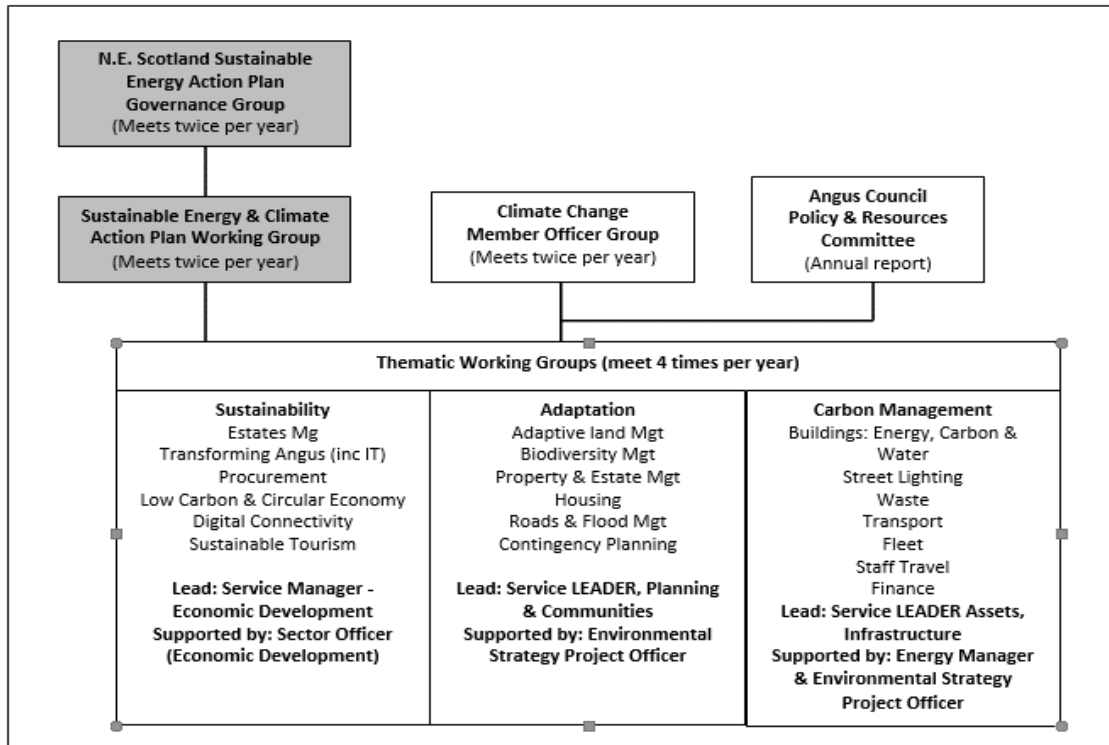 N.E. Scotland Sustainable
Energy Action Plan
Governance Group
(Meets twice per year)
Sustainable Energy & Climate
Action Plan Working Group
(Meets twice per year)
Climate Change
Member Officer Group
(Meets twice per year)
Angus Council
Policy & Resources
Committee
(Annual report)
Thematic Working Groups (meet 4 times per year)
Sustainability
Estates Mg
Transforming Angus (inc IT)
Procurement
Low Carbon & Circular Economy
Digital Connectivity
Sustainable Tourism
Lead: Service Manager -
Economic Development
Supported by: Sector Officer
(Economic Development)
Adaptation
Adaptive land Mgt
Biodiversity Mgt
Property & Estate Mgt
Housing
Roads & Flood Mgt
Contingency Planning
Lead: Service LEADER, Planning
& Communities
Supported by: Environmental
Strategy Project Officer
Carbon Management
Buildings: Energy, Carbon &
Water
Street Lighting
Waste
Transport
Fleet
Staff Travel
Finance
Lead: Service LEADER Assets,
Infrastructure
Supported by: Energy Manager
& Environmental Strategy
Project Officer